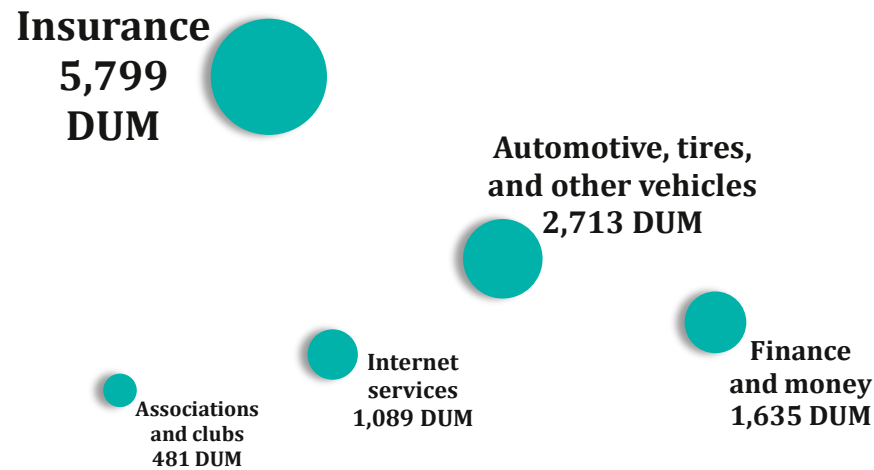 Insurance
5,799
DUM
Automotive, tires,
and other vehicles
2,713 DUM
Finance
and money
1,635 DUM
Internet
services
1,089 DUM
Associations
and clubs
481 DUM